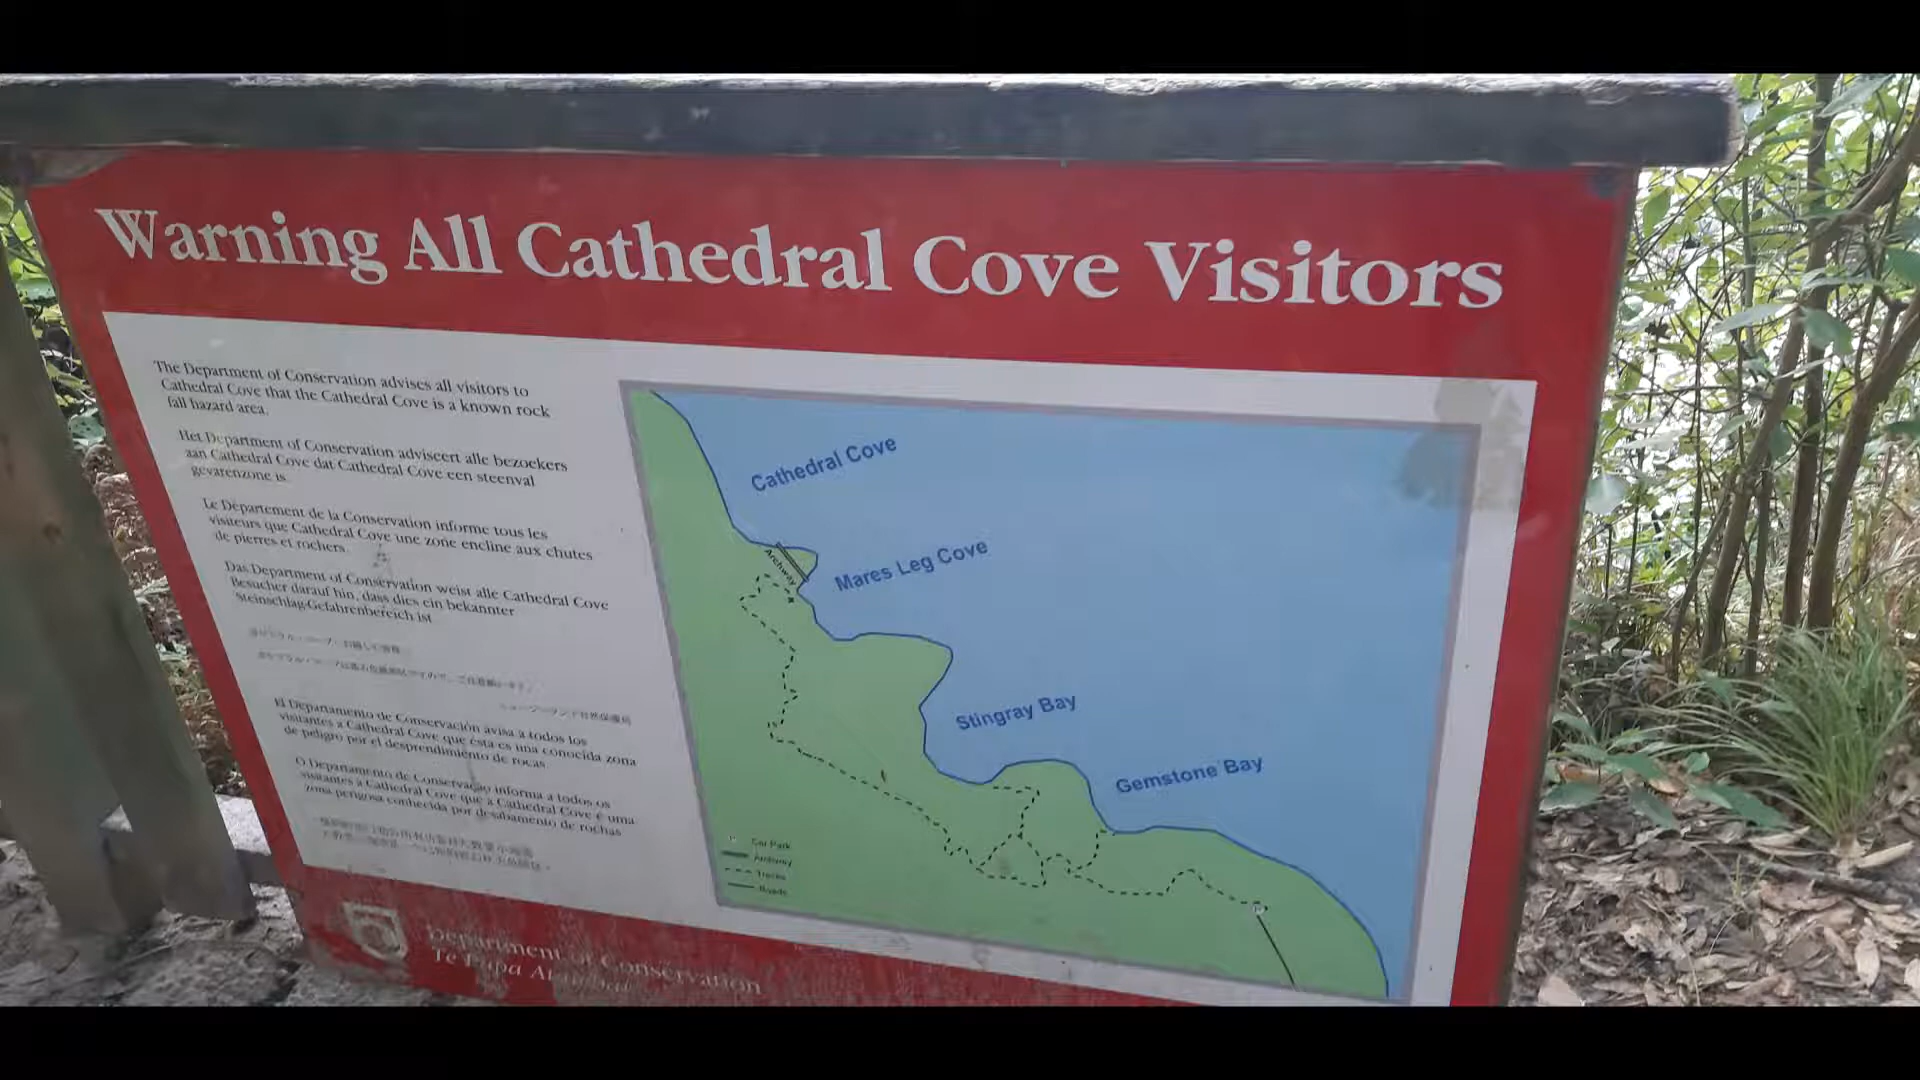 Warning All Cathedral Cove Visitors
The Department of Conservation advises all visitors to
Cathedral Cove that the Cathedral Cove is a known rock
fall hazard area.
Het Department of Conservation adviseert alle bezoekers
aan Cathedral Cove dat Cathedral Cove een steenval
gevarenzone is.
Le Département de la Conservation informe tous les
visiteurs que Cathedral Cove une zone encline aux chutes
de pierres et rochers.
Das Department of Conservation weist alle Cathedral Cove
Besucher darauf hin, dass dies ein bekannter
Steinschlag-Gefahrenbereich ist
El Departamento de Conservación avisa a todos los
visitantes a Cathedral Cove que ésta es una conocida zona
de peligro por el desprendimiento de rocas.
O Departamento de Conservação informa a todos os
visitantes a Cathedral Cove que a Cathedral Cove é uma
zona perigosa conhecida por desabamento de rochas
Cathedral Cove
Archway
Mares Leg Cove
Stingray Bay
Gemstone Bay
Car Park
Archway
Tracks
Roads
Department of Conservation
Te Papa Atawhai